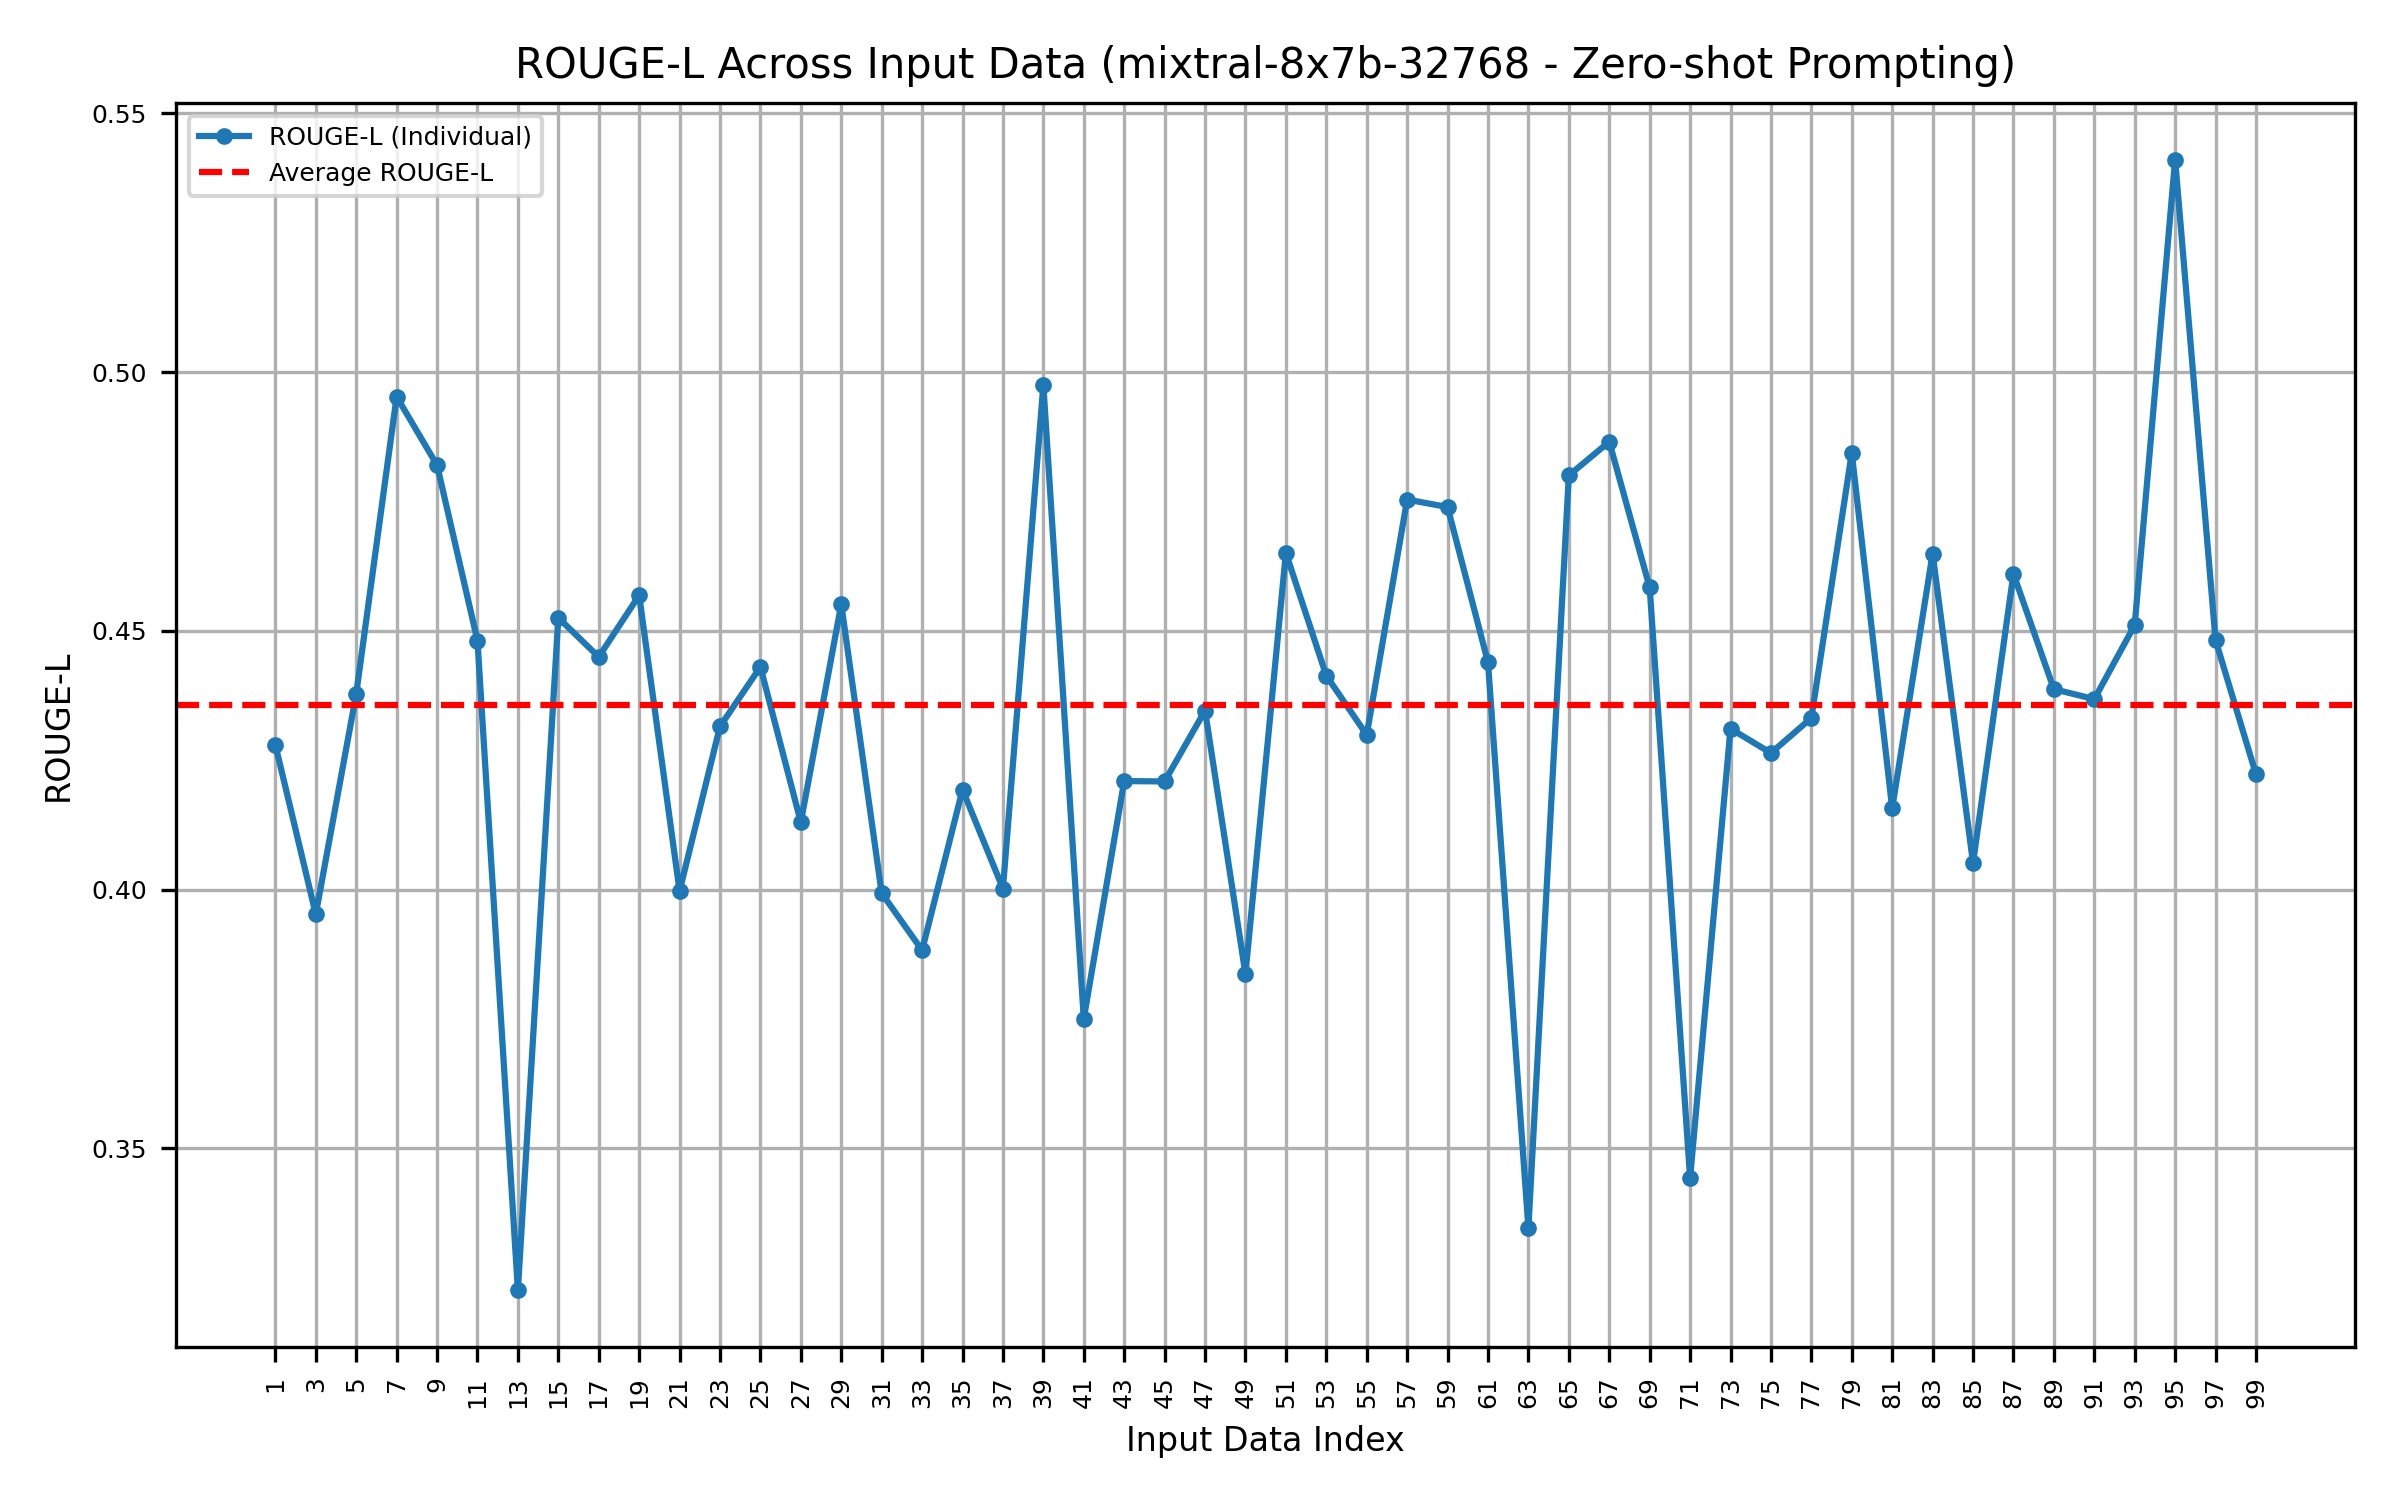 ROUGE-L Across Input Data (mixtral-8x7b-32768 - Zero-shot Prompting)
ROUGE-L (Individual)
Average ROUGE-L
0.55
0.50
0.45
0.40
0.35
ROUGE-L
1 3 5 7 9 11 13 15 17 19 21 23 25 27 29 31 33 35 37 39 41 43 45 47 49 51 53 55 57 59 61 63 65 67 69 71 73 75 77 79 81 83 85 87 89 91 93 95 97 99
Input Data Index